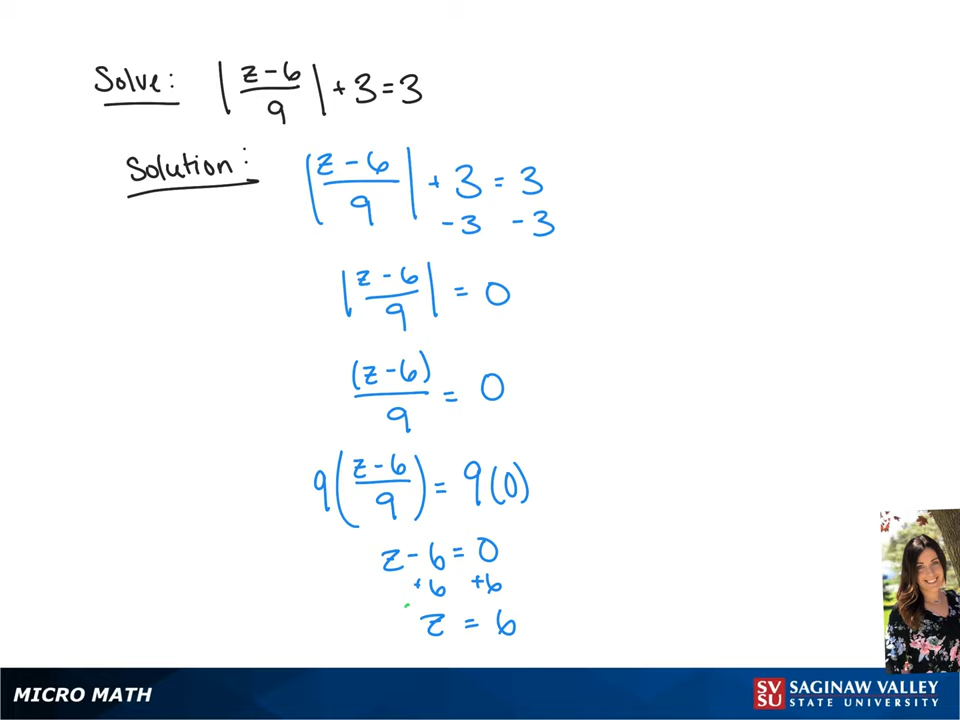 Solve: |(z-6)/9| + 3 = 3
Solution: |(z-6)/9| + 3 = 3
-3 -3
|(z-6)/9| = 0
(z-6)/9 = 0
9((z-6)/9) = 9(0)
z-6 = 0
+6 +6
z = 6
MICRO MATH
SV SU SAGINAW VALLEY
STATE UNIVERSITY